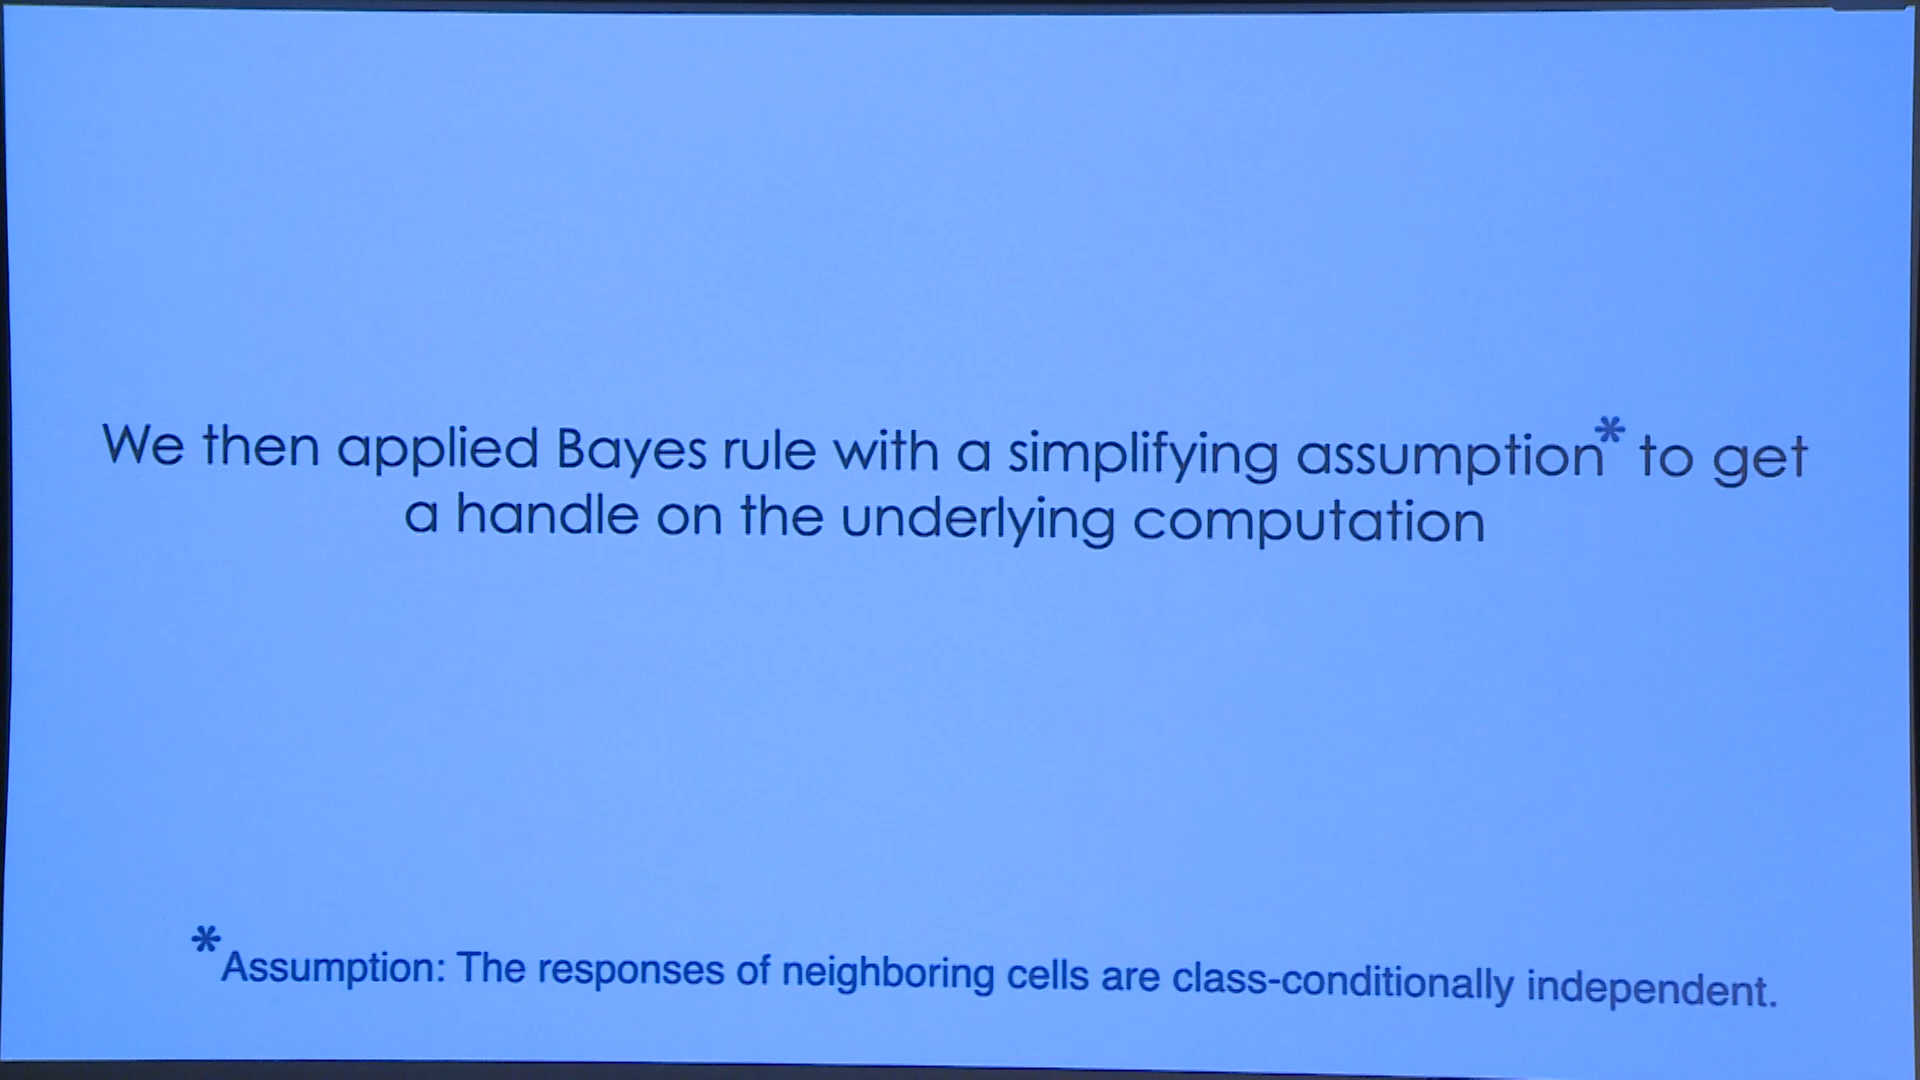 We then applied Bayes rule with a simplifying assumption* to get
a handle on the underlying computation
*Assumption: The responses of neighboring cells are class-conditionally independent.